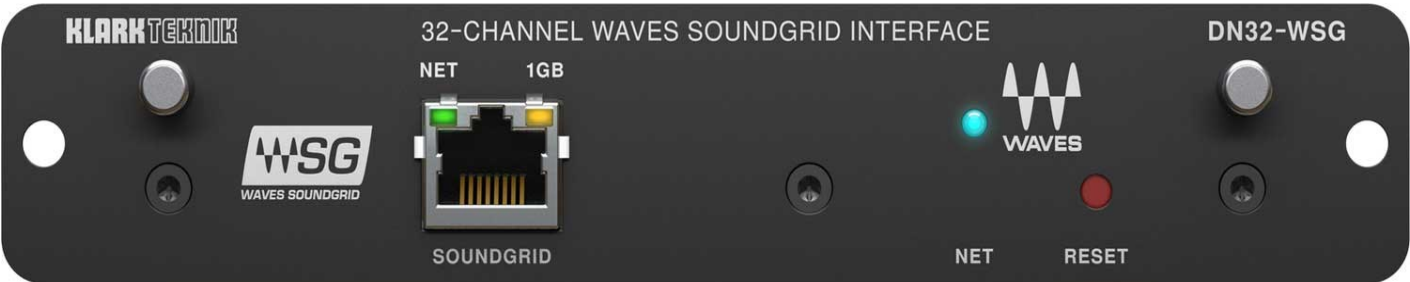 KLARK TEKNIK
32-CHANNEL WAVES SOUNDGRID INTERFACE
DN32-WSG
NET
1GB
WSG
WAVES SOUNDGRID
WAVES
SOUNDGRID
NET
RESET